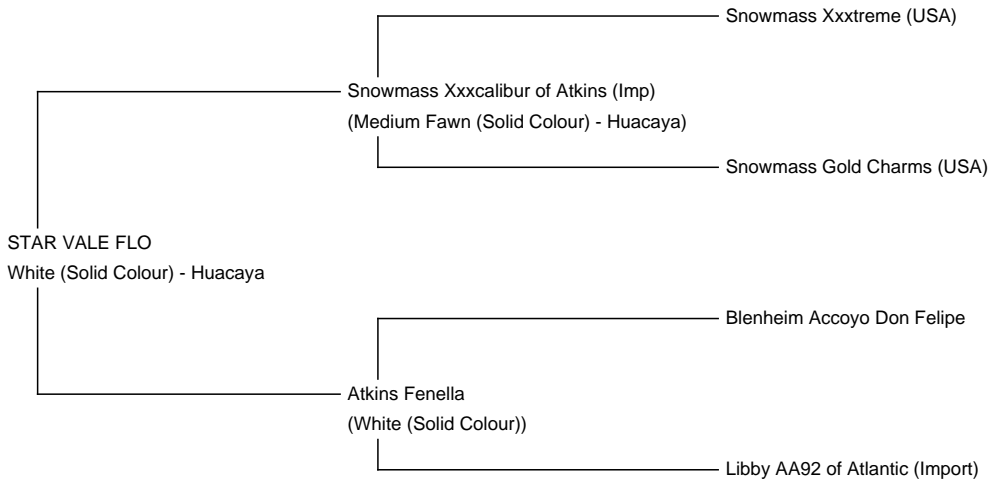 Snowmass Xxxtreme (USA)
Snowmass Xxxcalibur of Atkins (Imp)
(Medium Fawn (Solid Colour) - Huacaya)
Snowmass Gold Charms (USA)
STAR VALE FLO
White (Solid Colour) - Huacaya
Blenheim Accoyo Don Felipe
Atkins Fenella
(White (Solid Colour))
Libby AA92 of Atlantic (Import)